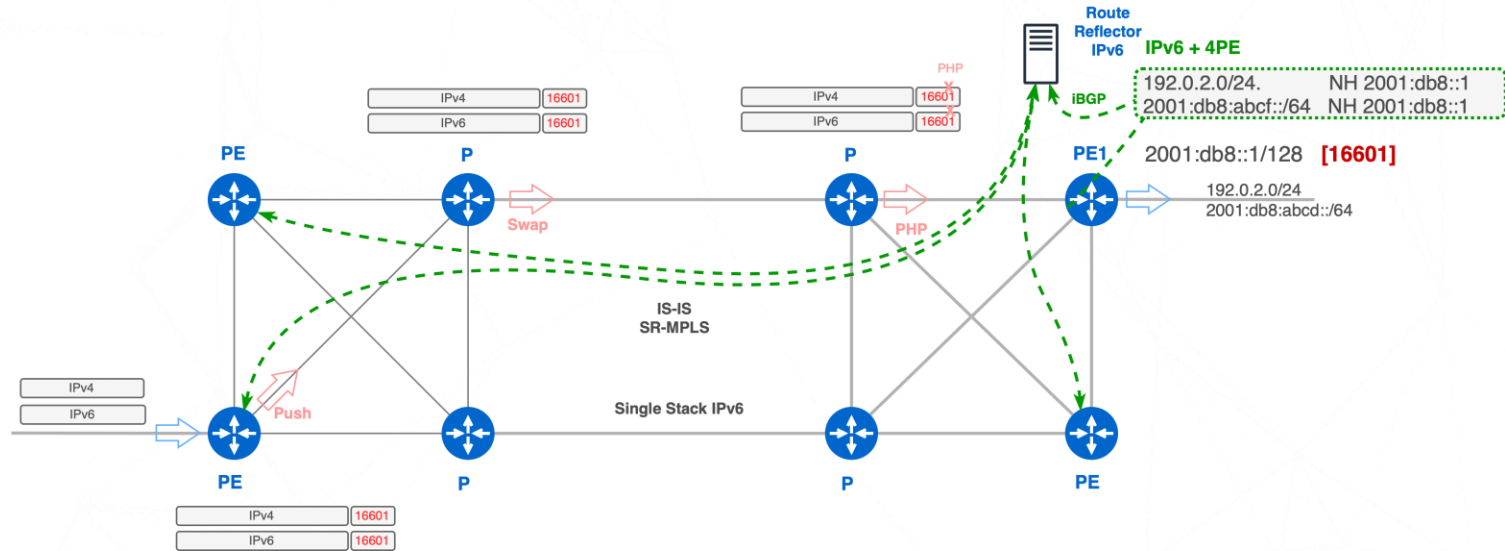 Route
Reflector
IPv6
IPv6 + 4PE
PHP
192.0.2.0/24. NH 2001:db8::1
2001:db8:abcf::/64 NH 2001:db8::1
iBGP
IPv4 16601
IPv6 16601
IPv4 16601
IPv6 16601
PE
P
P
PE1
2001:db8::1/128 [16601]
192.0.2.0/24
2001:db8:abcd::/64
Swap
PHP
IS-IS
SR-MPLS
IPv4
IPv6
Push
Single Stack IPv6
PE
P
P
PE
IPv4 16601
IPv6 16601